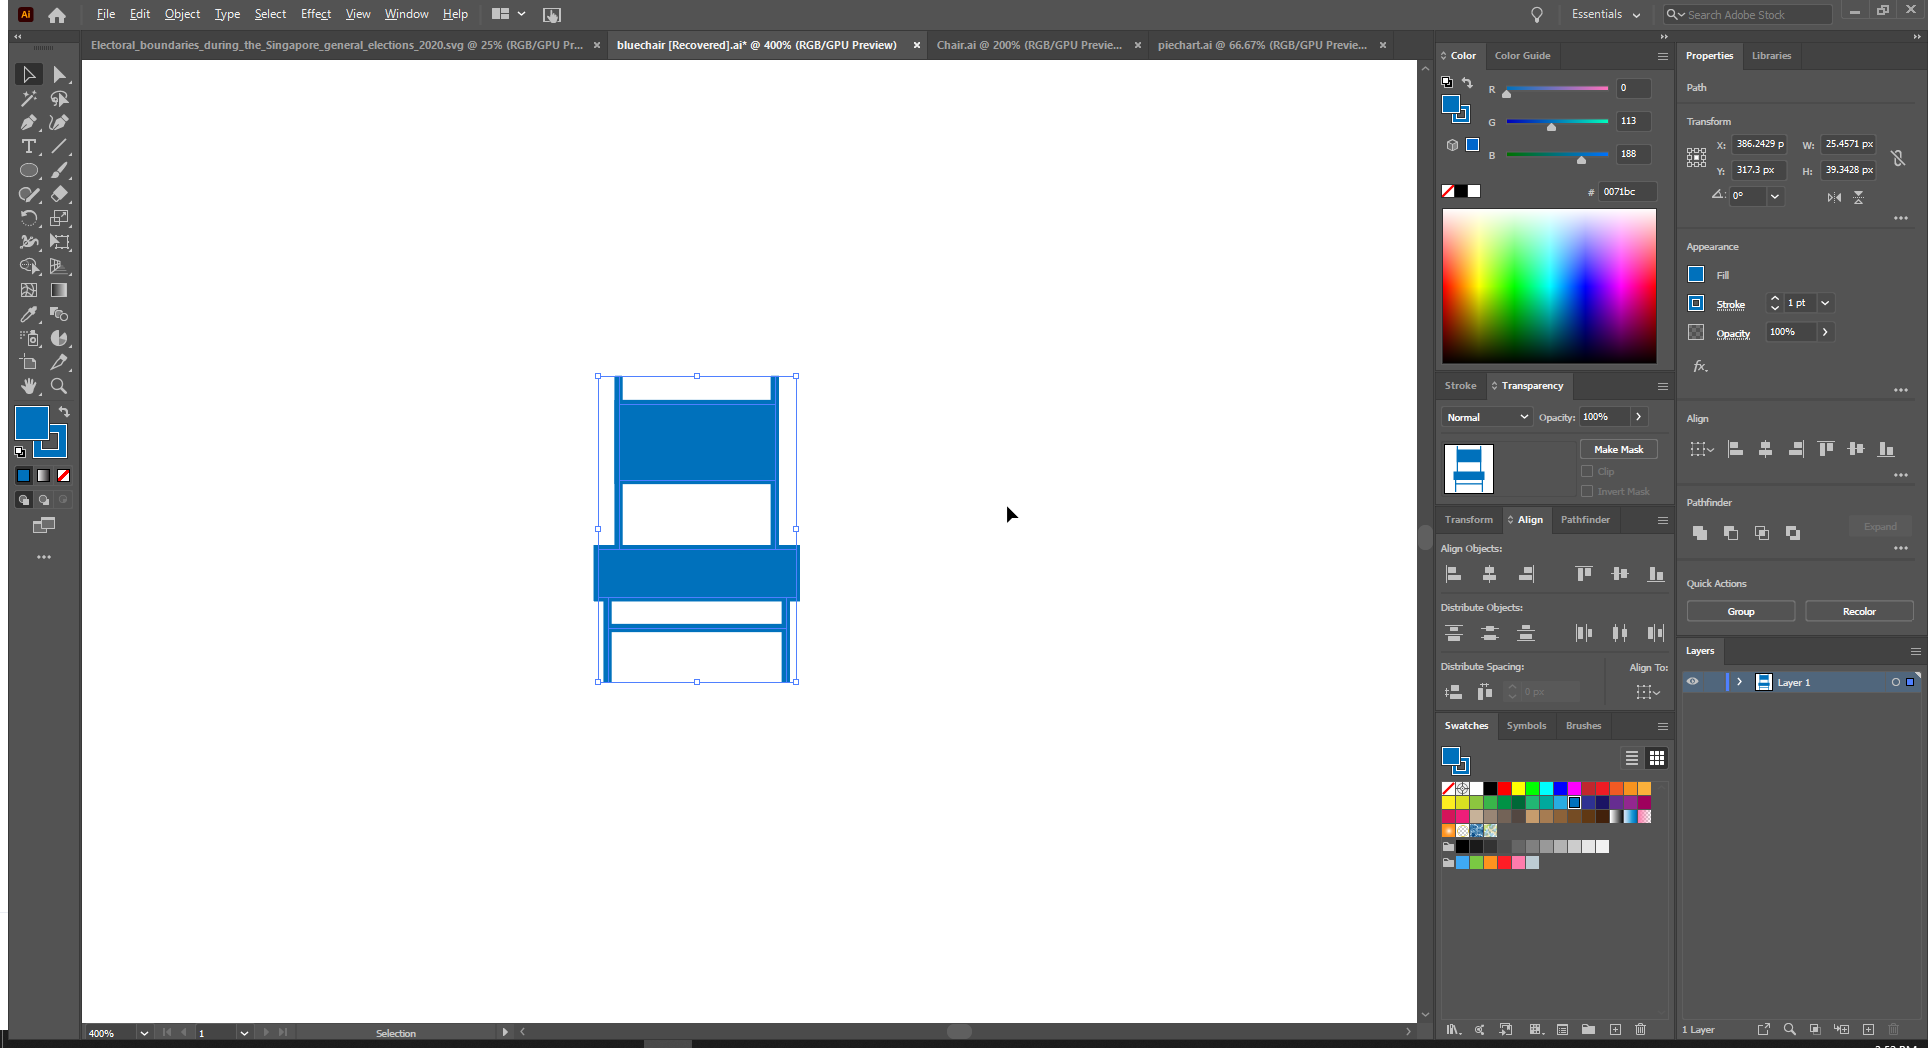 Ai File Edit Object Type Select Effect View Window Help Essentials Search Adobe Stock
Electoral_boundaries_during_the_Singapore_general_elections_2020.svg @ 25% (RGB/GPU Pr... × bluechair [Recovered].ai* @ 400% (RGB/GPU Preview) × Chair.ai @ 200% (RGB/GPU Previe... × piechart.ai @ 66.67% (RGB/GPU Previe... ×
Color Color Guide
R 0
G 113
B 188
# 0071bc
Stroke Transparency
Normal Opacity: 100%
Make Mask
Clip
Invert Mask
Transform Align Pathfinder
Align Objects:
Distribute Objects:
Distribute Spacing: Align To:
0 px
Swatches Symbols Brushes
Properties Libraries
Path
Transform
X: 386.2429 p W: 25.4571 px
Y: 317.3 px H: 39.3428 px
0°
Appearance
Fill
Stroke 1 pt
Opacity 100%
fx.
Align
Pathfinder
Expand
Quick Actions
Group Recolor
Layers
Layer 1
1 Layer
400% 1 Selection